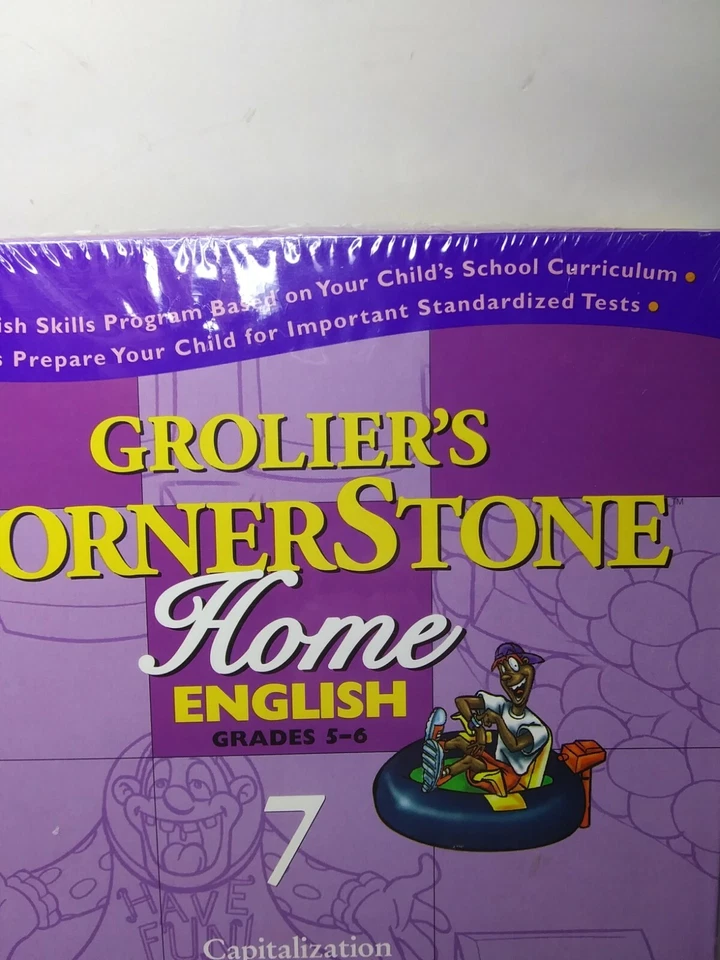 ish Skills Program Based on Your Child's School Curriculum •
s Prepare Your Child for Important Standardized Tests •
GROLIER'S
ORNERSTONE™
Home
ENGLISH
GRADES 5–6
7
HAVE
FUN!
Capitalization